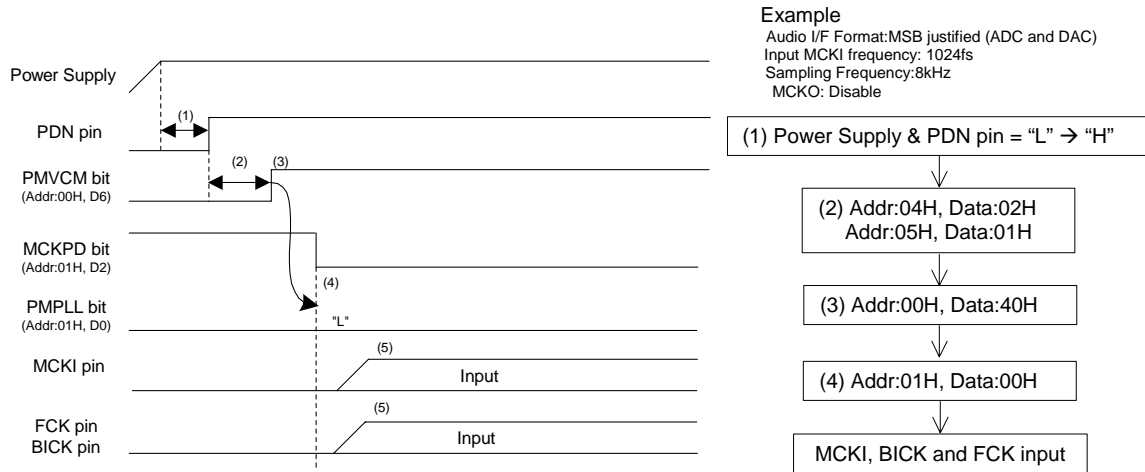 Example
Audio I/F Format:MSB justified (ADC and DAC)
Input MCKI frequency: 1024fs
Sampling Frequency:8kHz
MCKO: Disable
Power Supply
(1)
PDN pin
(2)
(3)
PMVCM bit
(Addr:00H, D6)
MCKPD bit
(Addr:01H, D2)
(4)
PMPLL bit
(Addr:01H, D0)
"L"
(5)
MCKI pin
Input
(5)
FCK pin
BICK pin
Input
(1) Power Supply & PDN pin = “L” → “H”
(2) Addr:04H, Data:02H
Addr:05H, Data:01H
(3) Addr:00H, Data:40H
(4) Addr:01H, Data:00H
MCKI, BICK and FCK input